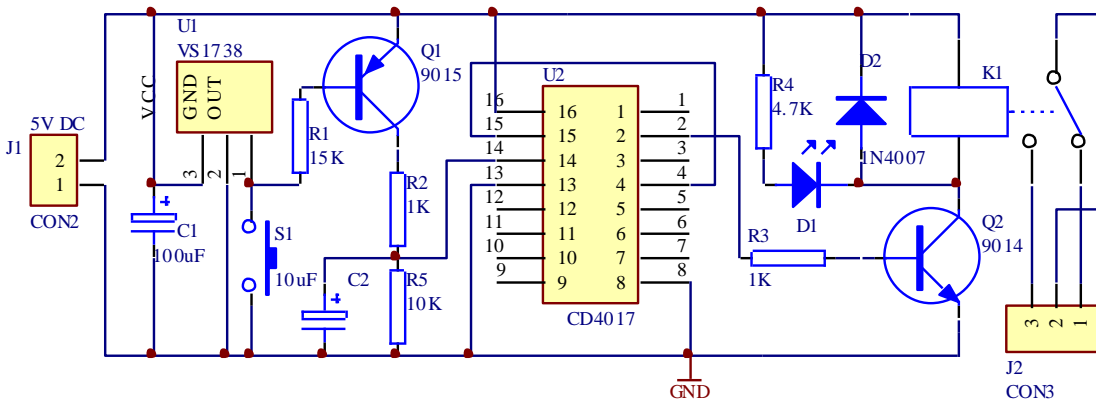 U1
VS1738
VCC
GND
OUT
3
2
1
5V DC
J1
2
1
CON2
C1
100uF
S1
R1
15K
Q1
9015
R2
1K
10uF
C2
R5
10K
U2
16
15
14
13
12
11
10
9
16
15
14
13
12
11
10
9
1
2
3
4
5
6
7
8
1
2
3
4
5
6
7
8
CD4017
GND
R4
4.7K
D2
1N4007
D1
R3
1K
K1
Q2
9014
3
2
1
J2
CON3